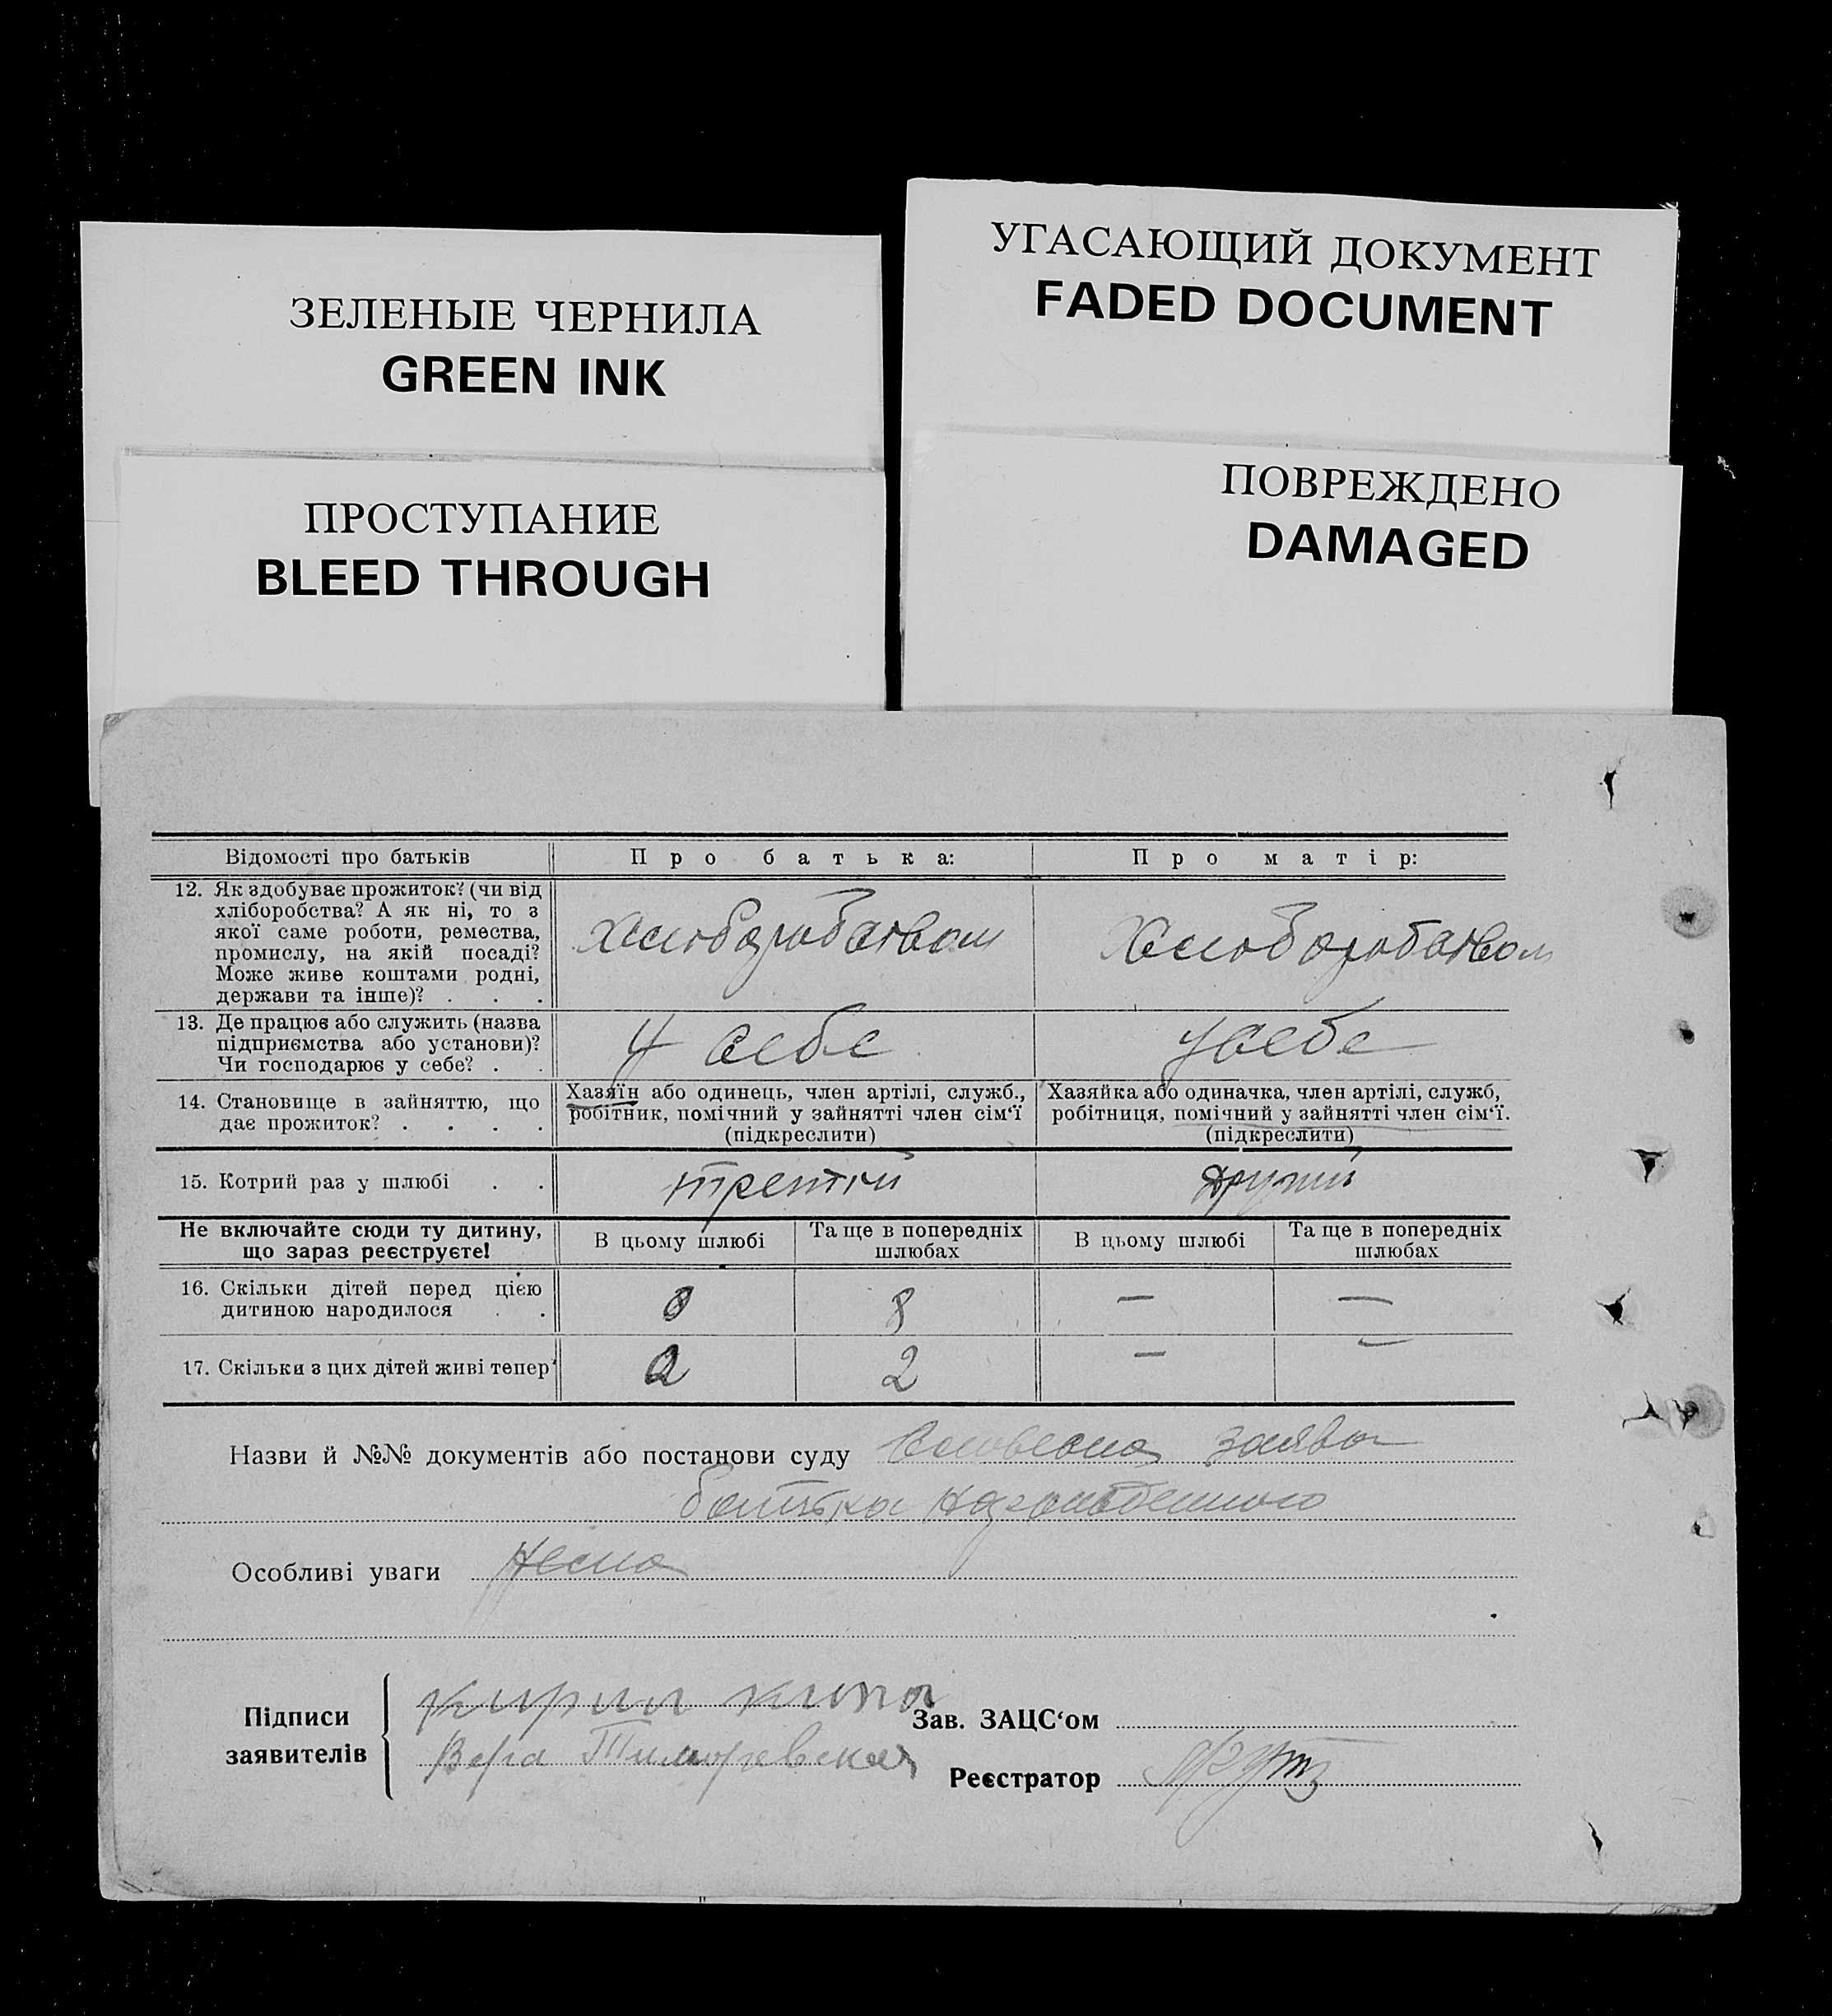 ЗЕЛЕНЫЕ ЧЕРНИЛА
GREEN INK
УГАСАЮЩИЙ ДОКУМЕНТ
FADED DOCUMENT
ПРОСТУПАНИЕ
BLEED THROUGH
ПОВРЕЖДЕНО
DAMAGED
Відомості про батьків
Про батька:
Про матір:
12. Як здобуває прожиток? (чи від
хліборобства? А як ні, то з
якої саме роботи, ремества,
промислу, на якій посаді?
Може живе коштами родні,
держави та інше)? . . .
Хлиборобством
Хлиборобством
13. Де працює або служить (назва
підприємства або установи)?
Чи господарює у себе? . .
У себе
у себе
14. Становище в зайняттю, що
дає прожиток? . . . .
Хазяїн або одинець, член артілі, служб.,
робітник, помічний у зайнятті член сім‘ї
(підкреслити)
Хазяйка або одиначка, член артілі, служб,
робітниця, помічний у зайнятті член сім‘ї.
(підкреслити)
15. Котрий раз у шлюбі . .
третій
другий
Не включайте сюди ту дитину,
що зараз реєструєте!
В цьому шлюбі
Та ще в попередніх
шлюбах
В цьому шлюбі
Та ще в попередніх
шлюбах
16. Скільки дітей перед цією
дитиною народилося . .
8
— —
17. Скільки з цих дітей живі тепер?
2 2
— —
Назви й №№ документів або постанови суду Словесна заява
батька
Особливі уваги Нема
Підписи
заявителів
Кирил
Вера
Зав. ЗАЦС‘ом
Реєстратор